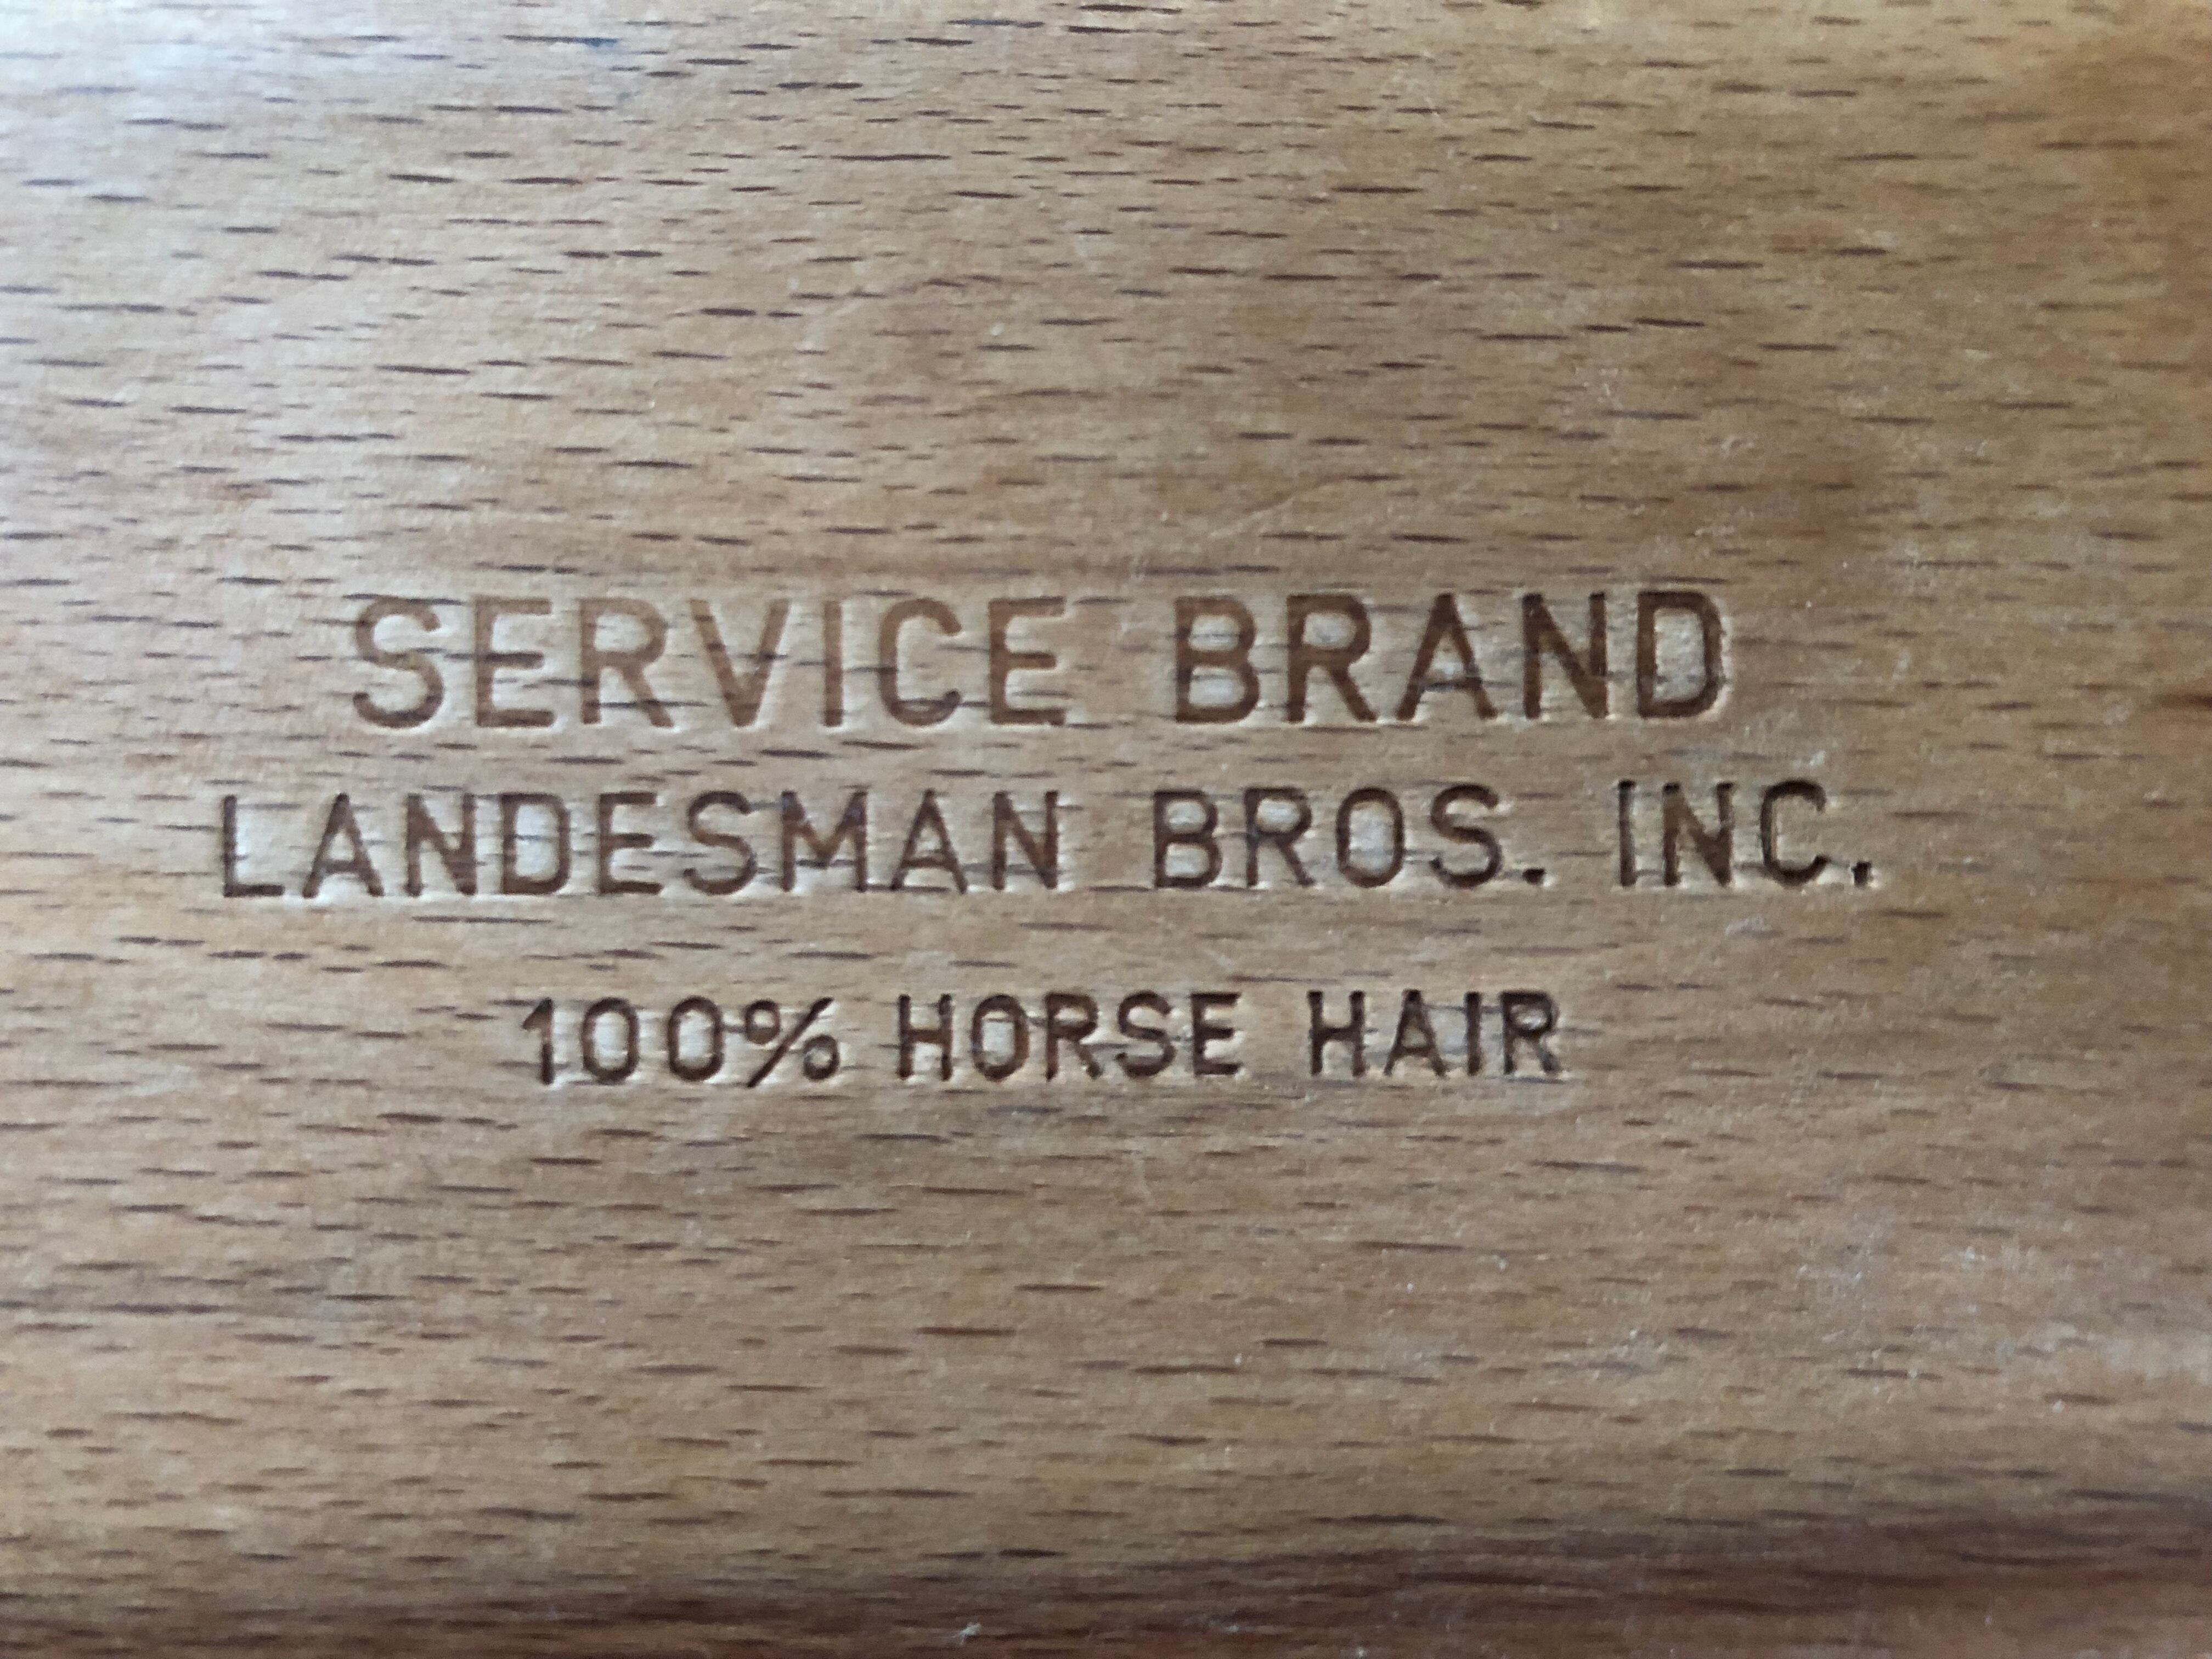 SERVICE BRAND
LANDESMAN BROS. INC.
100% HORSE HAIR